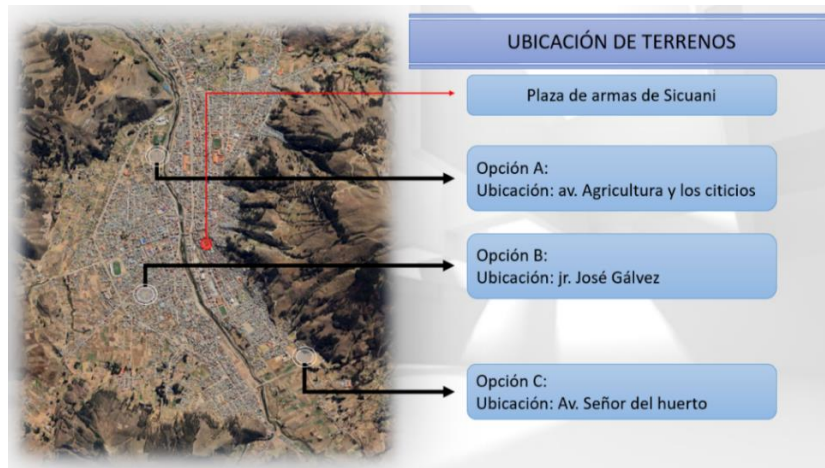 UBICACIÓN DE TERRENOS
Plaza de armas de Sicuani
Opción A:
Ubicación: av. Agricultura y los citicios
Opción B:
Ubicación: jr. José Gálvez
Opción C:
Ubicación: Av. Señor del huerto